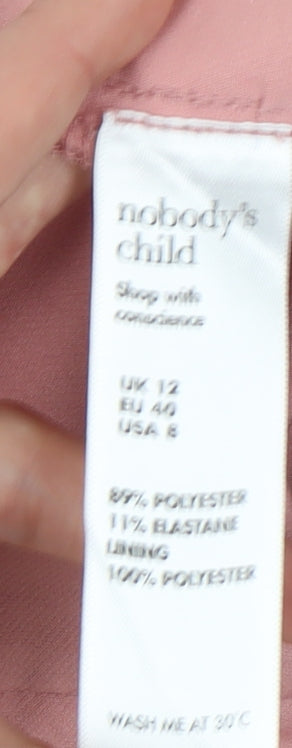 nobody's
child
Shop with
conscience
UK 12
EU 40
USA 8
89% POLYESTER
11% ELASTANE
LINING
100% POLYESTER
WASH ME AT 30°C